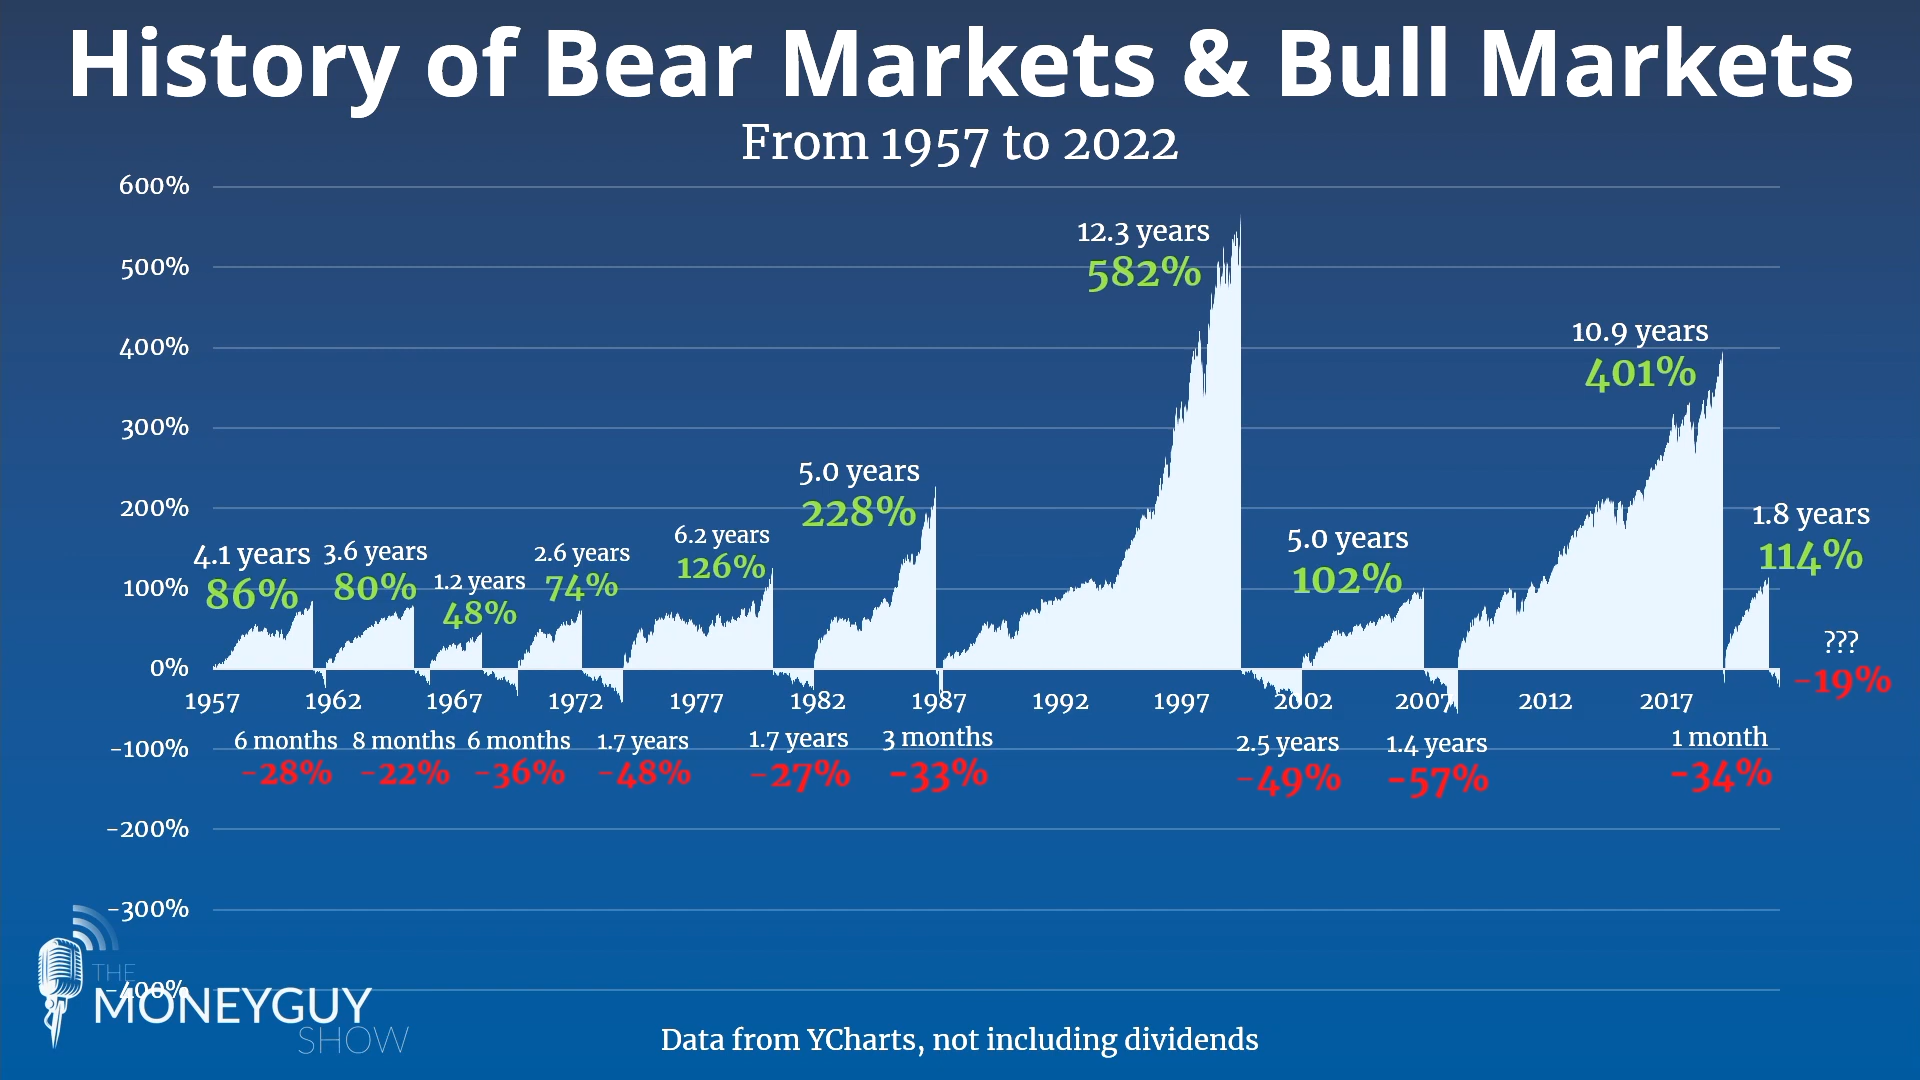 History of Bear Markets & Bull Markets
From 1957 to 2022
600%
500%
400%
300%
200%
100%
0%
-100%
-200%
-300%
-400%
4.1 years
86%
3.6 years
80%
1.2 years
48%
2.6 years
74%
6.2 years
126%
5.0 years
228%
12.3 years
582%
5.0 years
102%
10.9 years
401%
1.8 years
114%
???
-19%
1957 1962 1967 1972 1977 1982 1987 1992 1997 2002 2007 2012 2017
6 months
-28%
8 months
-22%
6 months
-36%
1.7 years
-48%
1.7 years
-27%
3 months
-33%
2.5 years
-49%
1.4 years
-57%
1 month
-34%
THE
MONEYGUY
SHOW
Data from YCharts, not including dividends